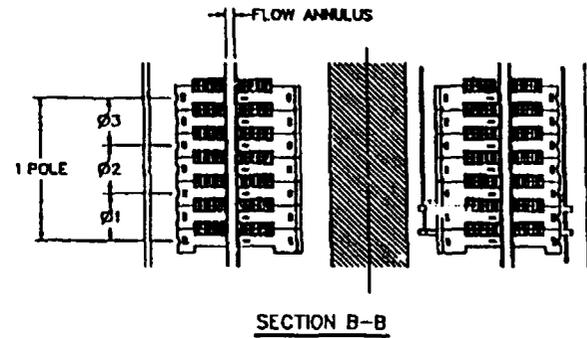 FLOW ANNULUS
Ø3
1 POLE
Ø2
Ø1
SECTION B-B